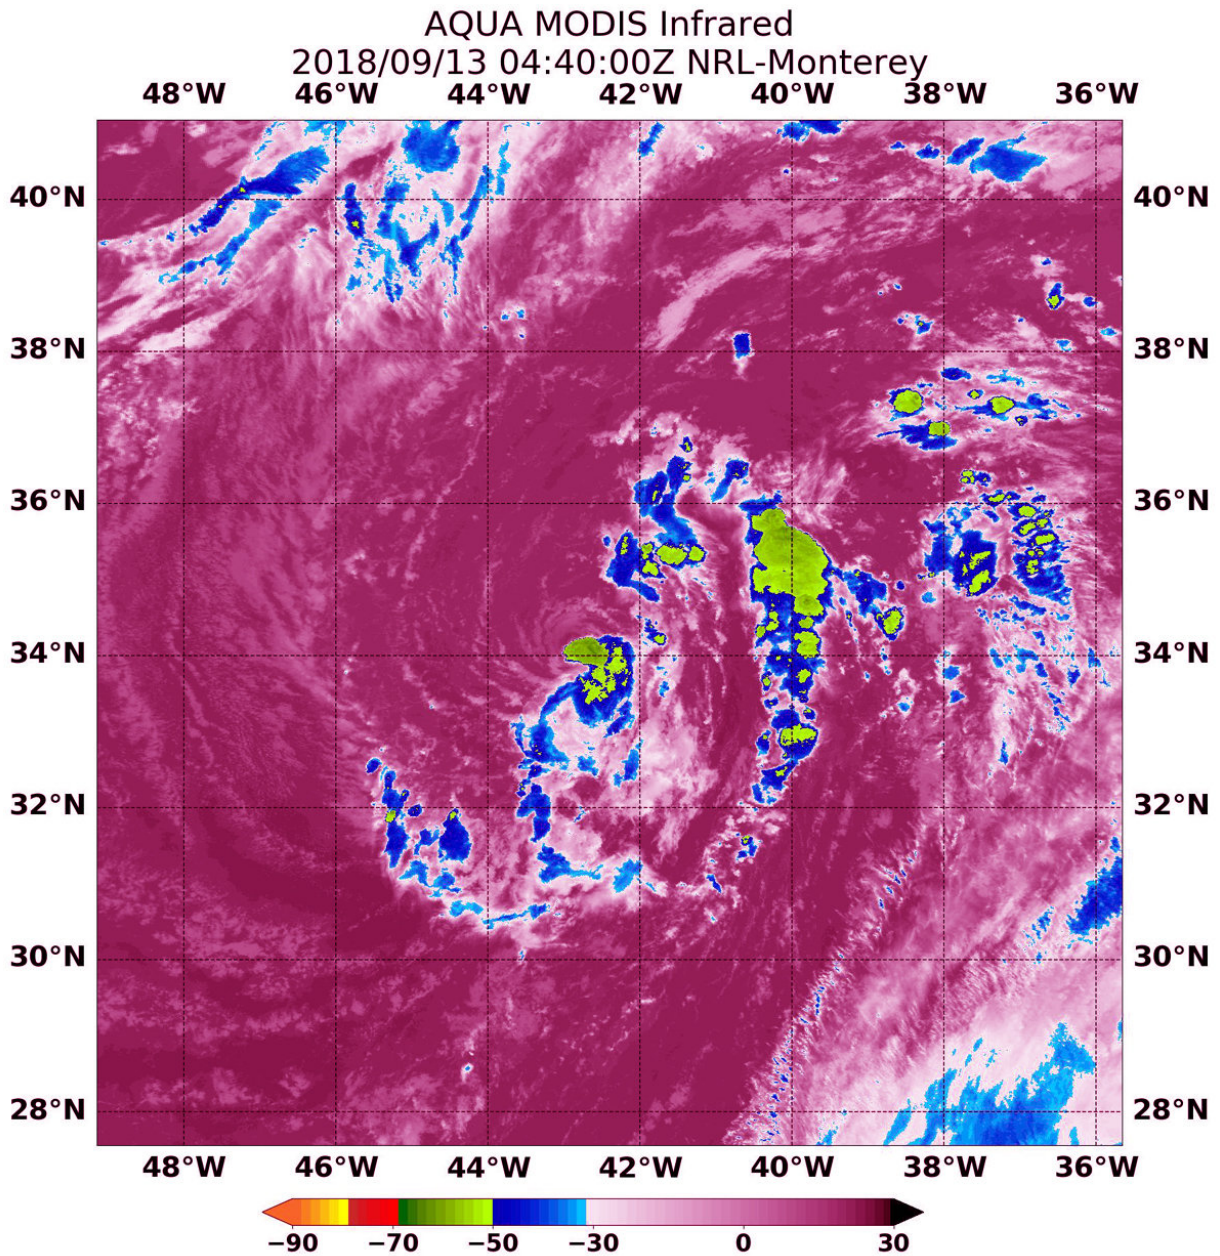 AQUA MODIS Infrared
2018/09/13 04:40:00Z NRL-Monterey
48°W 46°W 44°W 42°W 40°W 38°W 36°W
40°N 40°N
38°N 38°N
36°N 36°N
34°N 34°N
32°N 32°N
30°N 30°N
28°N 28°N
48°W 46°W 44°W 42°W 40°W 38°W 36°W
−90 −70 −50 −30 0 30